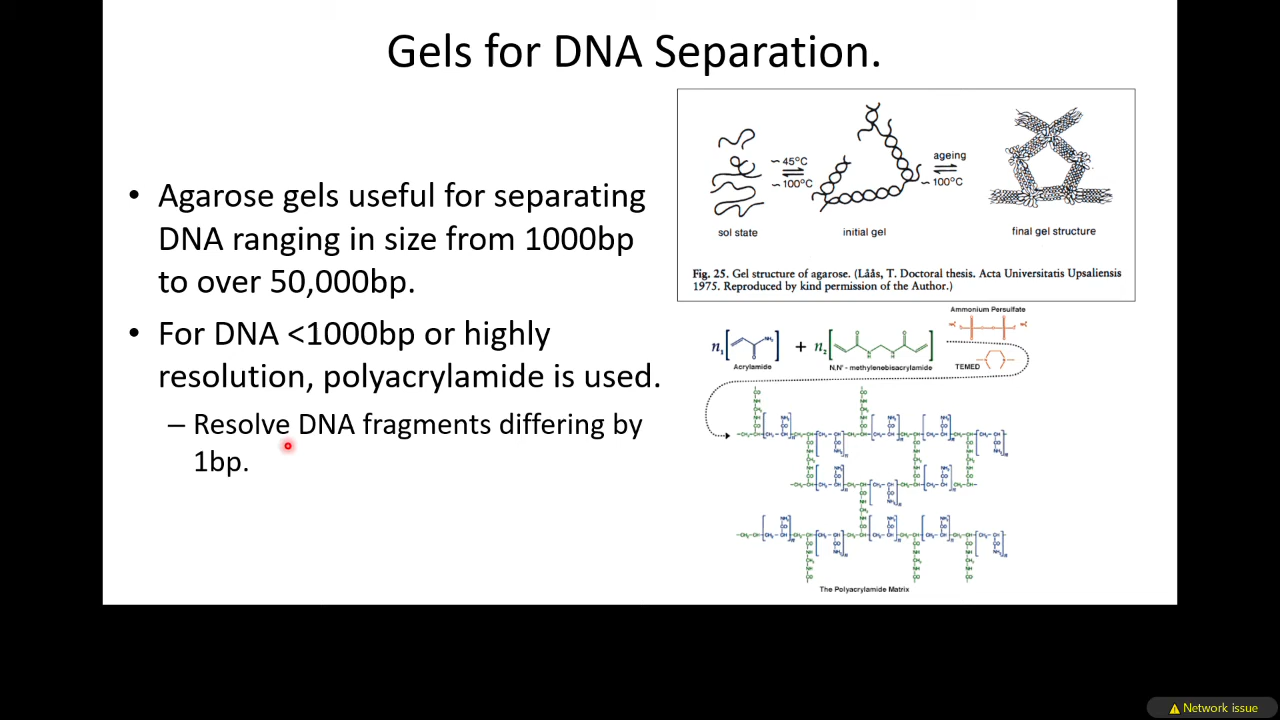 Gels for DNA Separation.
• Agarose gels useful for separating
DNA ranging in size from 1000bp
to over 50,000bp.
• For DNA <1000bp or highly
resolution, polyacrylamide is used.
– Resolve DNA fragments differing by
1bp.
~45°C
~100°C
ageing
~100°C
sol state
initial gel
final gel structure
Fig. 25. Gel structure of agarose. (Låås, T. Doctoral thesis. Acta Universitatis Upsaliensis
1975. Reproduced by kind permission of the Author.)
Ammonium Persulfate
n₁
+ n₂
Acrylamide
N,N' - methylenebisacrylamide
TEMED
The Polyacrylamide Matrix
Network issue